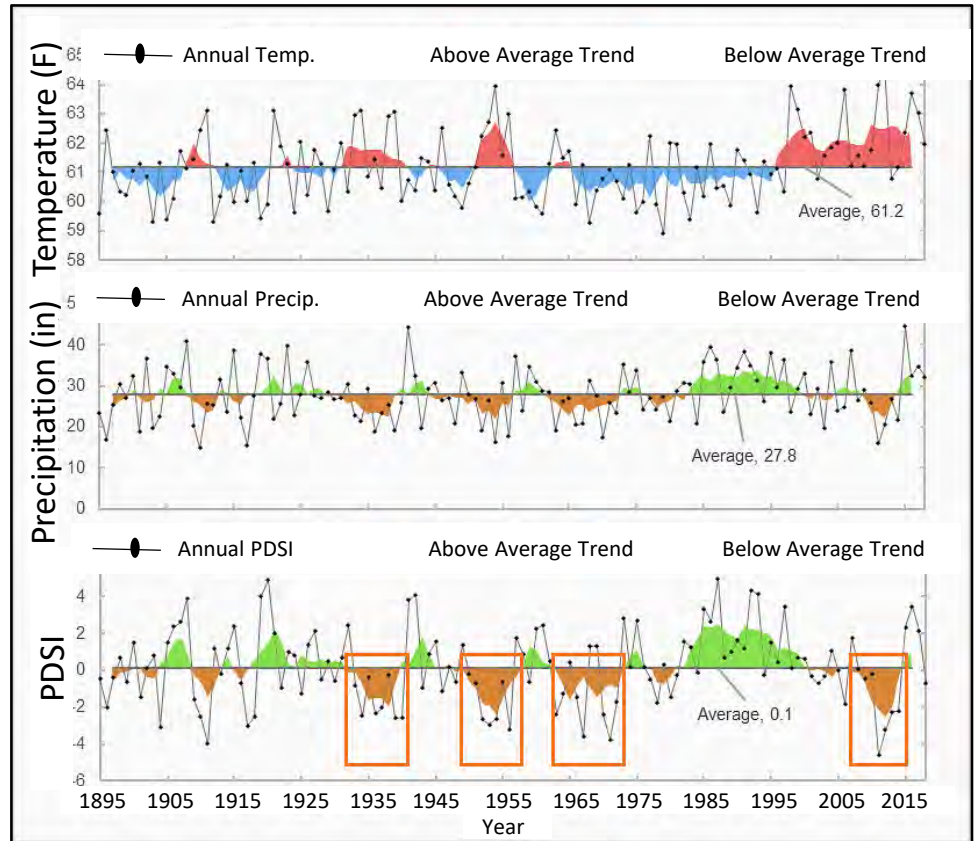 Temperature (F)
65 Annual Temp. Above Average Trend Below Average Trend
64
63
62
61
60
59
58
Average, 61.2
Precipitation (in)
5 Annual Precip. Above Average Trend Below Average Trend
40
30
20
10
0
Average, 27.8
PDSI
Annual PDSI Above Average Trend Below Average Trend
4
2
0
-2
-4
-6
Average, 0.1
1895 1905 1915 1925 1935 1945 1955 1965 1975 1985 1995 2005 2015
Year